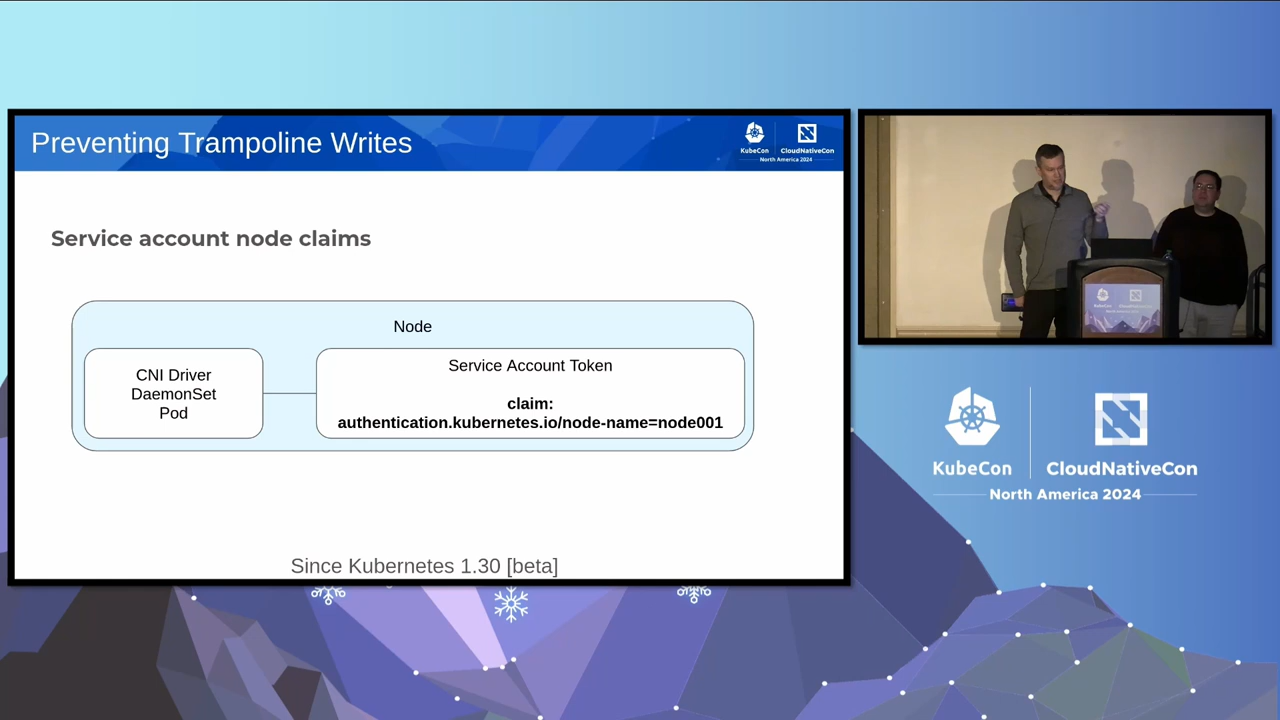 Preventing Trampoline Writes
KubeCon
CloudNativeCon
North America 2024
Service account node claims
Node
CNI Driver
DaemonSet
Pod
Service Account Token
claim:
authentication.kubernetes.io/node-name=node001
Since Kubernetes 1.30 [beta]
KubeCon
CloudNativeCon
North America 2024